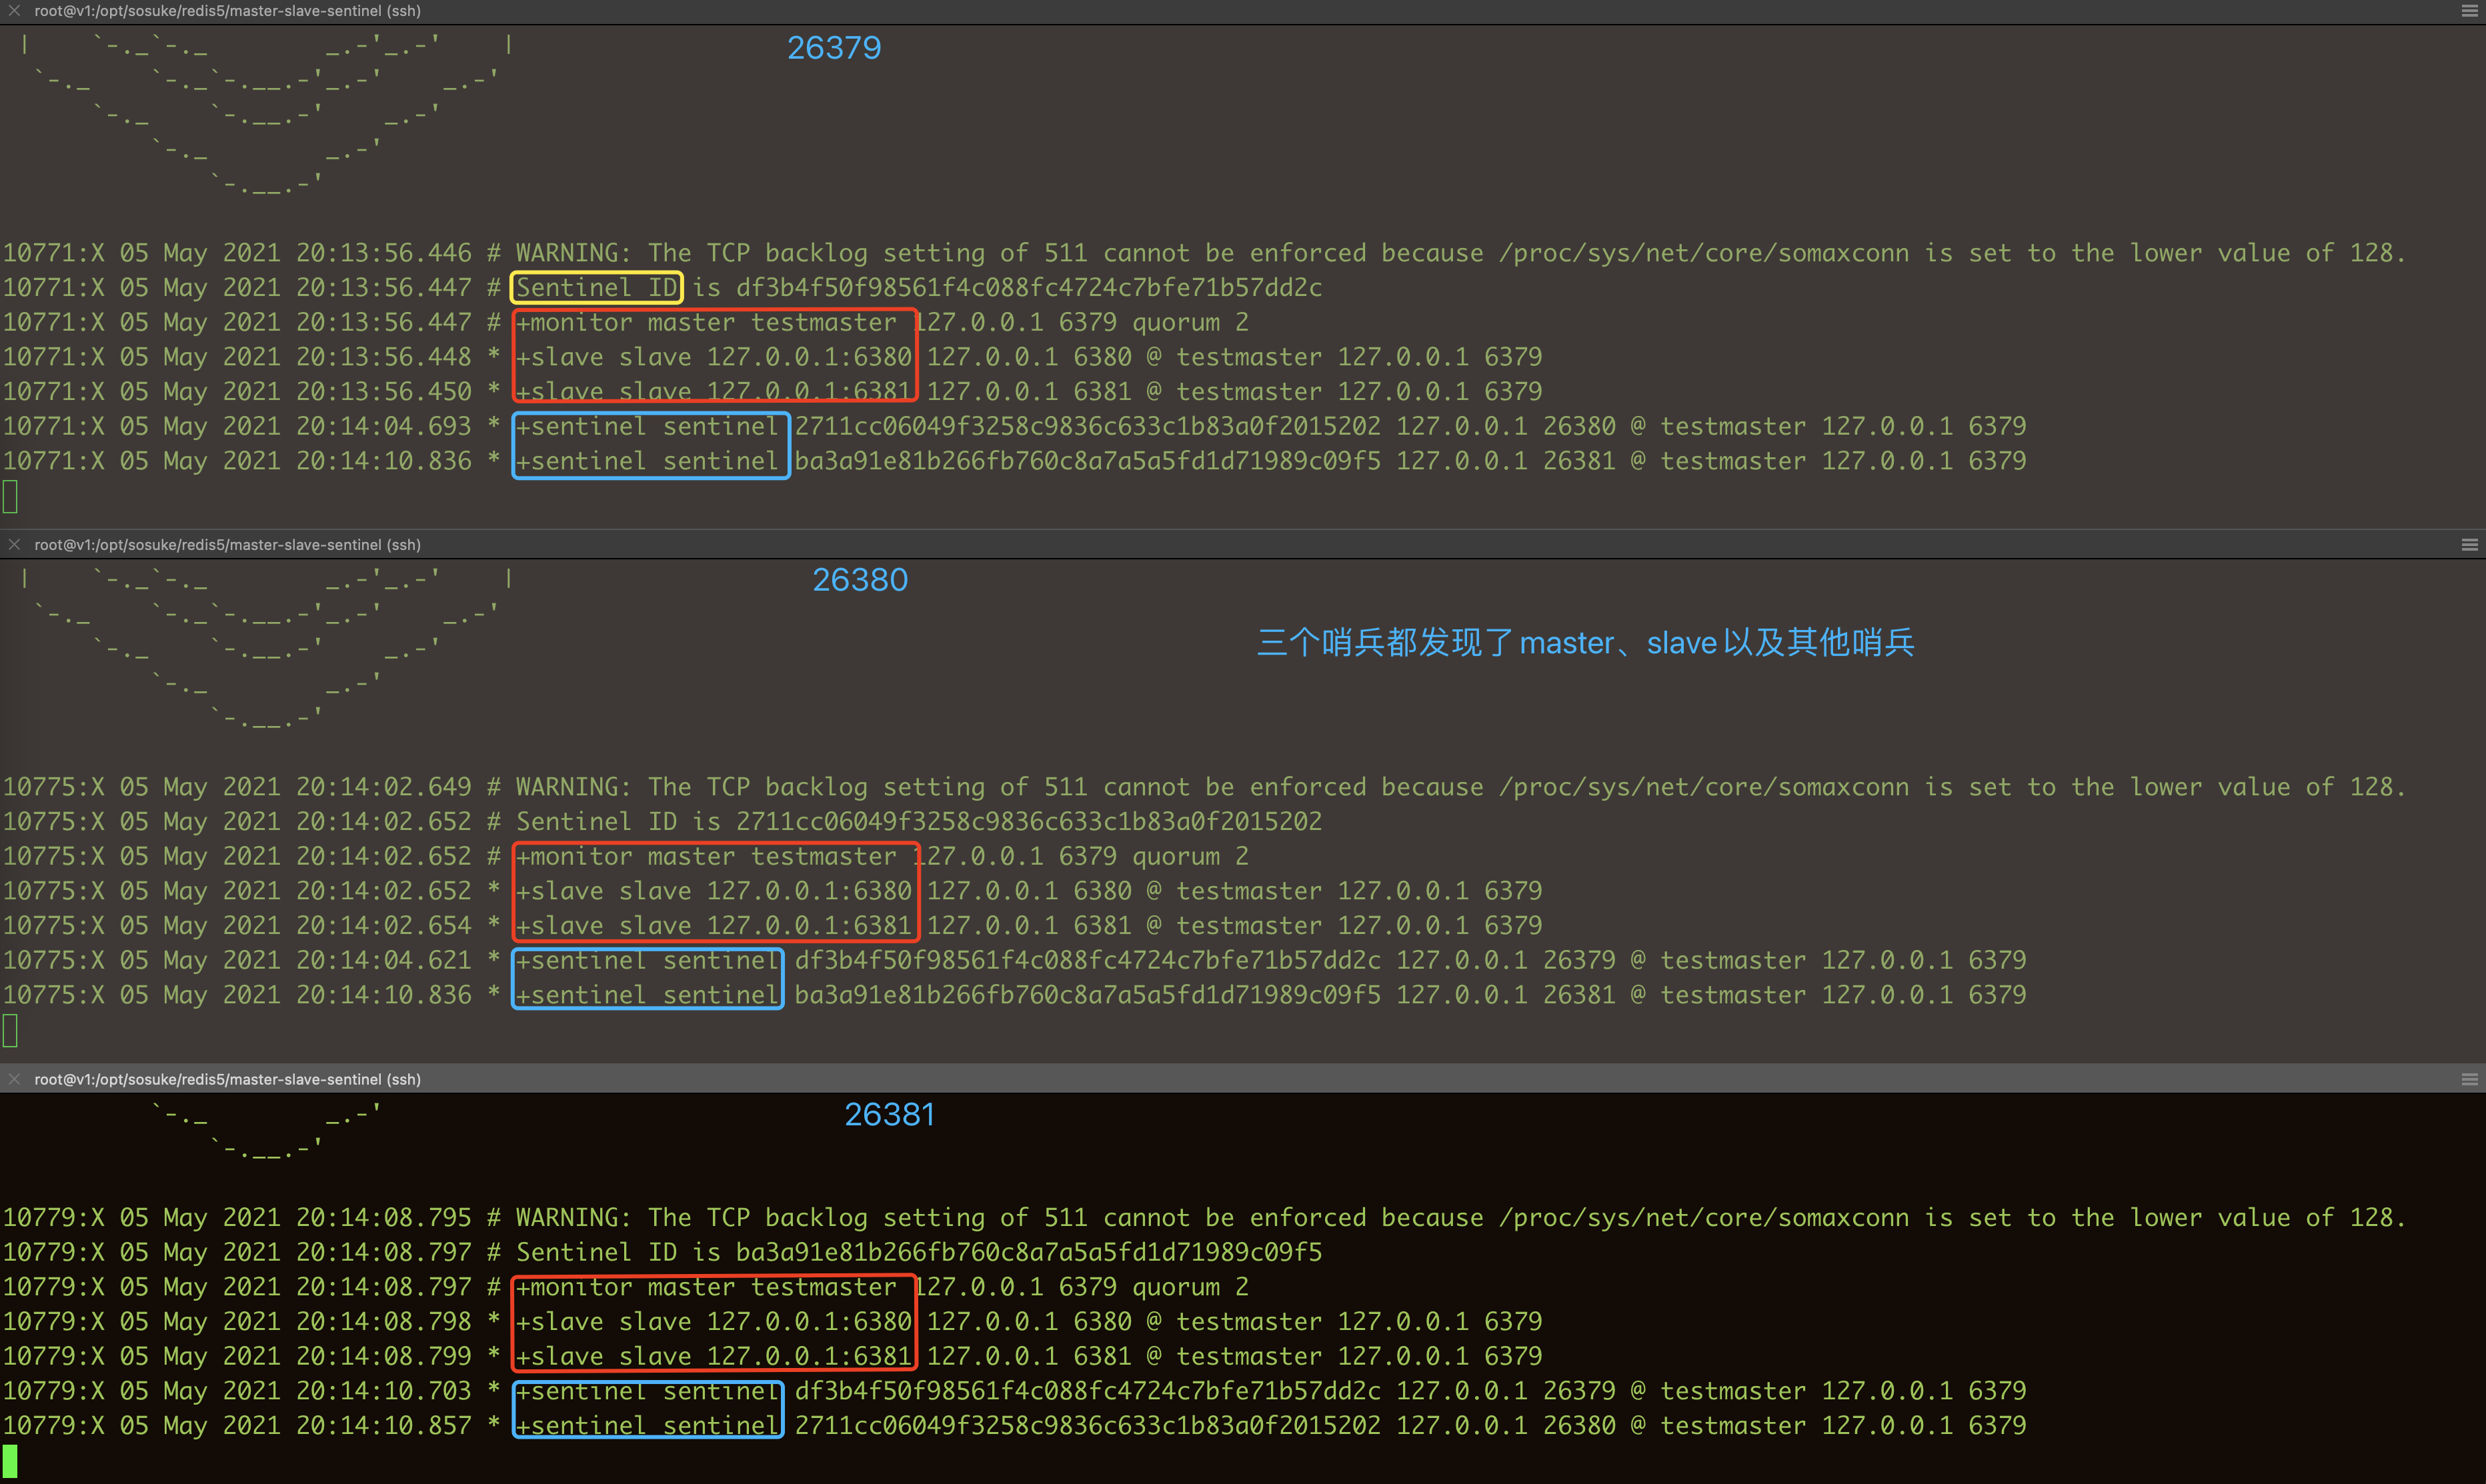 root@v1:/opt/sosuke/redis5/master-slave-sentinel (ssh)
26379
10771:X 05 May 2021 20:13:56.446 # WARNING: The TCP backlog setting of 511 cannot be enforced because /proc/sys/net/core/somaxconn is set to the lower value of 128.
10771:X 05 May 2021 20:13:56.447 # Sentinel ID is df3b4f50f98561f4c088fc4724c7bfe71b57dd2c
10771:X 05 May 2021 20:13:56.447 # +monitor master testmaster 127.0.0.1 6379 quorum 2
10771:X 05 May 2021 20:13:56.448 * +slave slave 127.0.0.1:6380 127.0.0.1 6380 @ testmaster 127.0.0.1 6379
10771:X 05 May 2021 20:13:56.450 * +slave slave 127.0.0.1:6381 127.0.0.1 6381 @ testmaster 127.0.0.1 6379
10771:X 05 May 2021 20:14:04.693 * +sentinel sentinel 2711cc06049f3258c9836c633c1b83a0f2015202 127.0.0.1 26380 @ testmaster 127.0.0.1 6379
10771:X 05 May 2021 20:14:10.836 * +sentinel sentinel ba3a91e81b266fb760c8a7a5a5fd1d71989c09f5 127.0.0.1 26381 @ testmaster 127.0.0.1 6379
root@v1:/opt/sosuke/redis5/master-slave-sentinel (ssh)
26380
三个哨兵都发现了master、slave以及其他哨兵
10775:X 05 May 2021 20:14:02.649 # WARNING: The TCP backlog setting of 511 cannot be enforced because /proc/sys/net/core/somaxconn is set to the lower value of 128.
10775:X 05 May 2021 20:14:02.652 # Sentinel ID is 2711cc06049f3258c9836c633c1b83a0f2015202
10775:X 05 May 2021 20:14:02.652 # +monitor master testmaster 127.0.0.1 6379 quorum 2
10775:X 05 May 2021 20:14:02.652 * +slave slave 127.0.0.1:6380 127.0.0.1 6380 @ testmaster 127.0.0.1 6379
10775:X 05 May 2021 20:14:02.654 * +slave slave 127.0.0.1:6381 127.0.0.1 6381 @ testmaster 127.0.0.1 6379
10775:X 05 May 2021 20:14:04.621 * +sentinel sentinel df3b4f50f98561f4c088fc4724c7bfe71b57dd2c 127.0.0.1 26379 @ testmaster 127.0.0.1 6379
10775:X 05 May 2021 20:14:10.836 * +sentinel sentinel ba3a91e81b266fb760c8a7a5a5fd1d71989c09f5 127.0.0.1 26381 @ testmaster 127.0.0.1 6379
root@v1:/opt/sosuke/redis5/master-slave-sentinel (ssh)
26381
10779:X 05 May 2021 20:14:08.795 # WARNING: The TCP backlog setting of 511 cannot be enforced because /proc/sys/net/core/somaxconn is set to the lower value of 128.
10779:X 05 May 2021 20:14:08.797 # Sentinel ID is ba3a91e81b266fb760c8a7a5a5fd1d71989c09f5
10779:X 05 May 2021 20:14:08.797 # +monitor master testmaster 127.0.0.1 6379 quorum 2
10779:X 05 May 2021 20:14:08.798 * +slave slave 127.0.0.1:6380 127.0.0.1 6380 @ testmaster 127.0.0.1 6379
10779:X 05 May 2021 20:14:08.799 * +slave slave 127.0.0.1:6381 127.0.0.1 6381 @ testmaster 127.0.0.1 6379
10779:X 05 May 2021 20:14:10.703 * +sentinel sentinel df3b4f50f98561f4c088fc4724c7bfe71b57dd2c 127.0.0.1 26379 @ testmaster 127.0.0.1 6379
10779:X 05 May 2021 20:14:10.857 * +sentinel sentinel 2711cc06049f3258c9836c633c1b83a0f2015202 127.0.0.1 26380 @ testmaster 127.0.0.1 6379